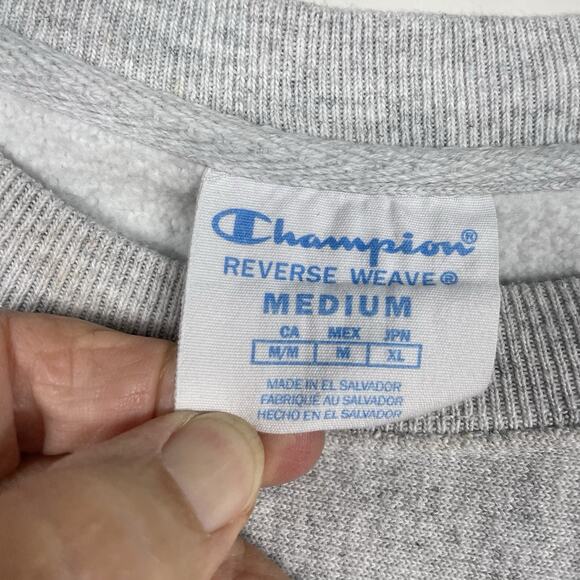 Champion®
REVERSE WEAVE®
MEDIUM
CA MEX JPN
M/M M XL
MADE IN EL SALVADOR
FABRIQUÉ AU SALVADOR
HECHO EN EL SALVADOR